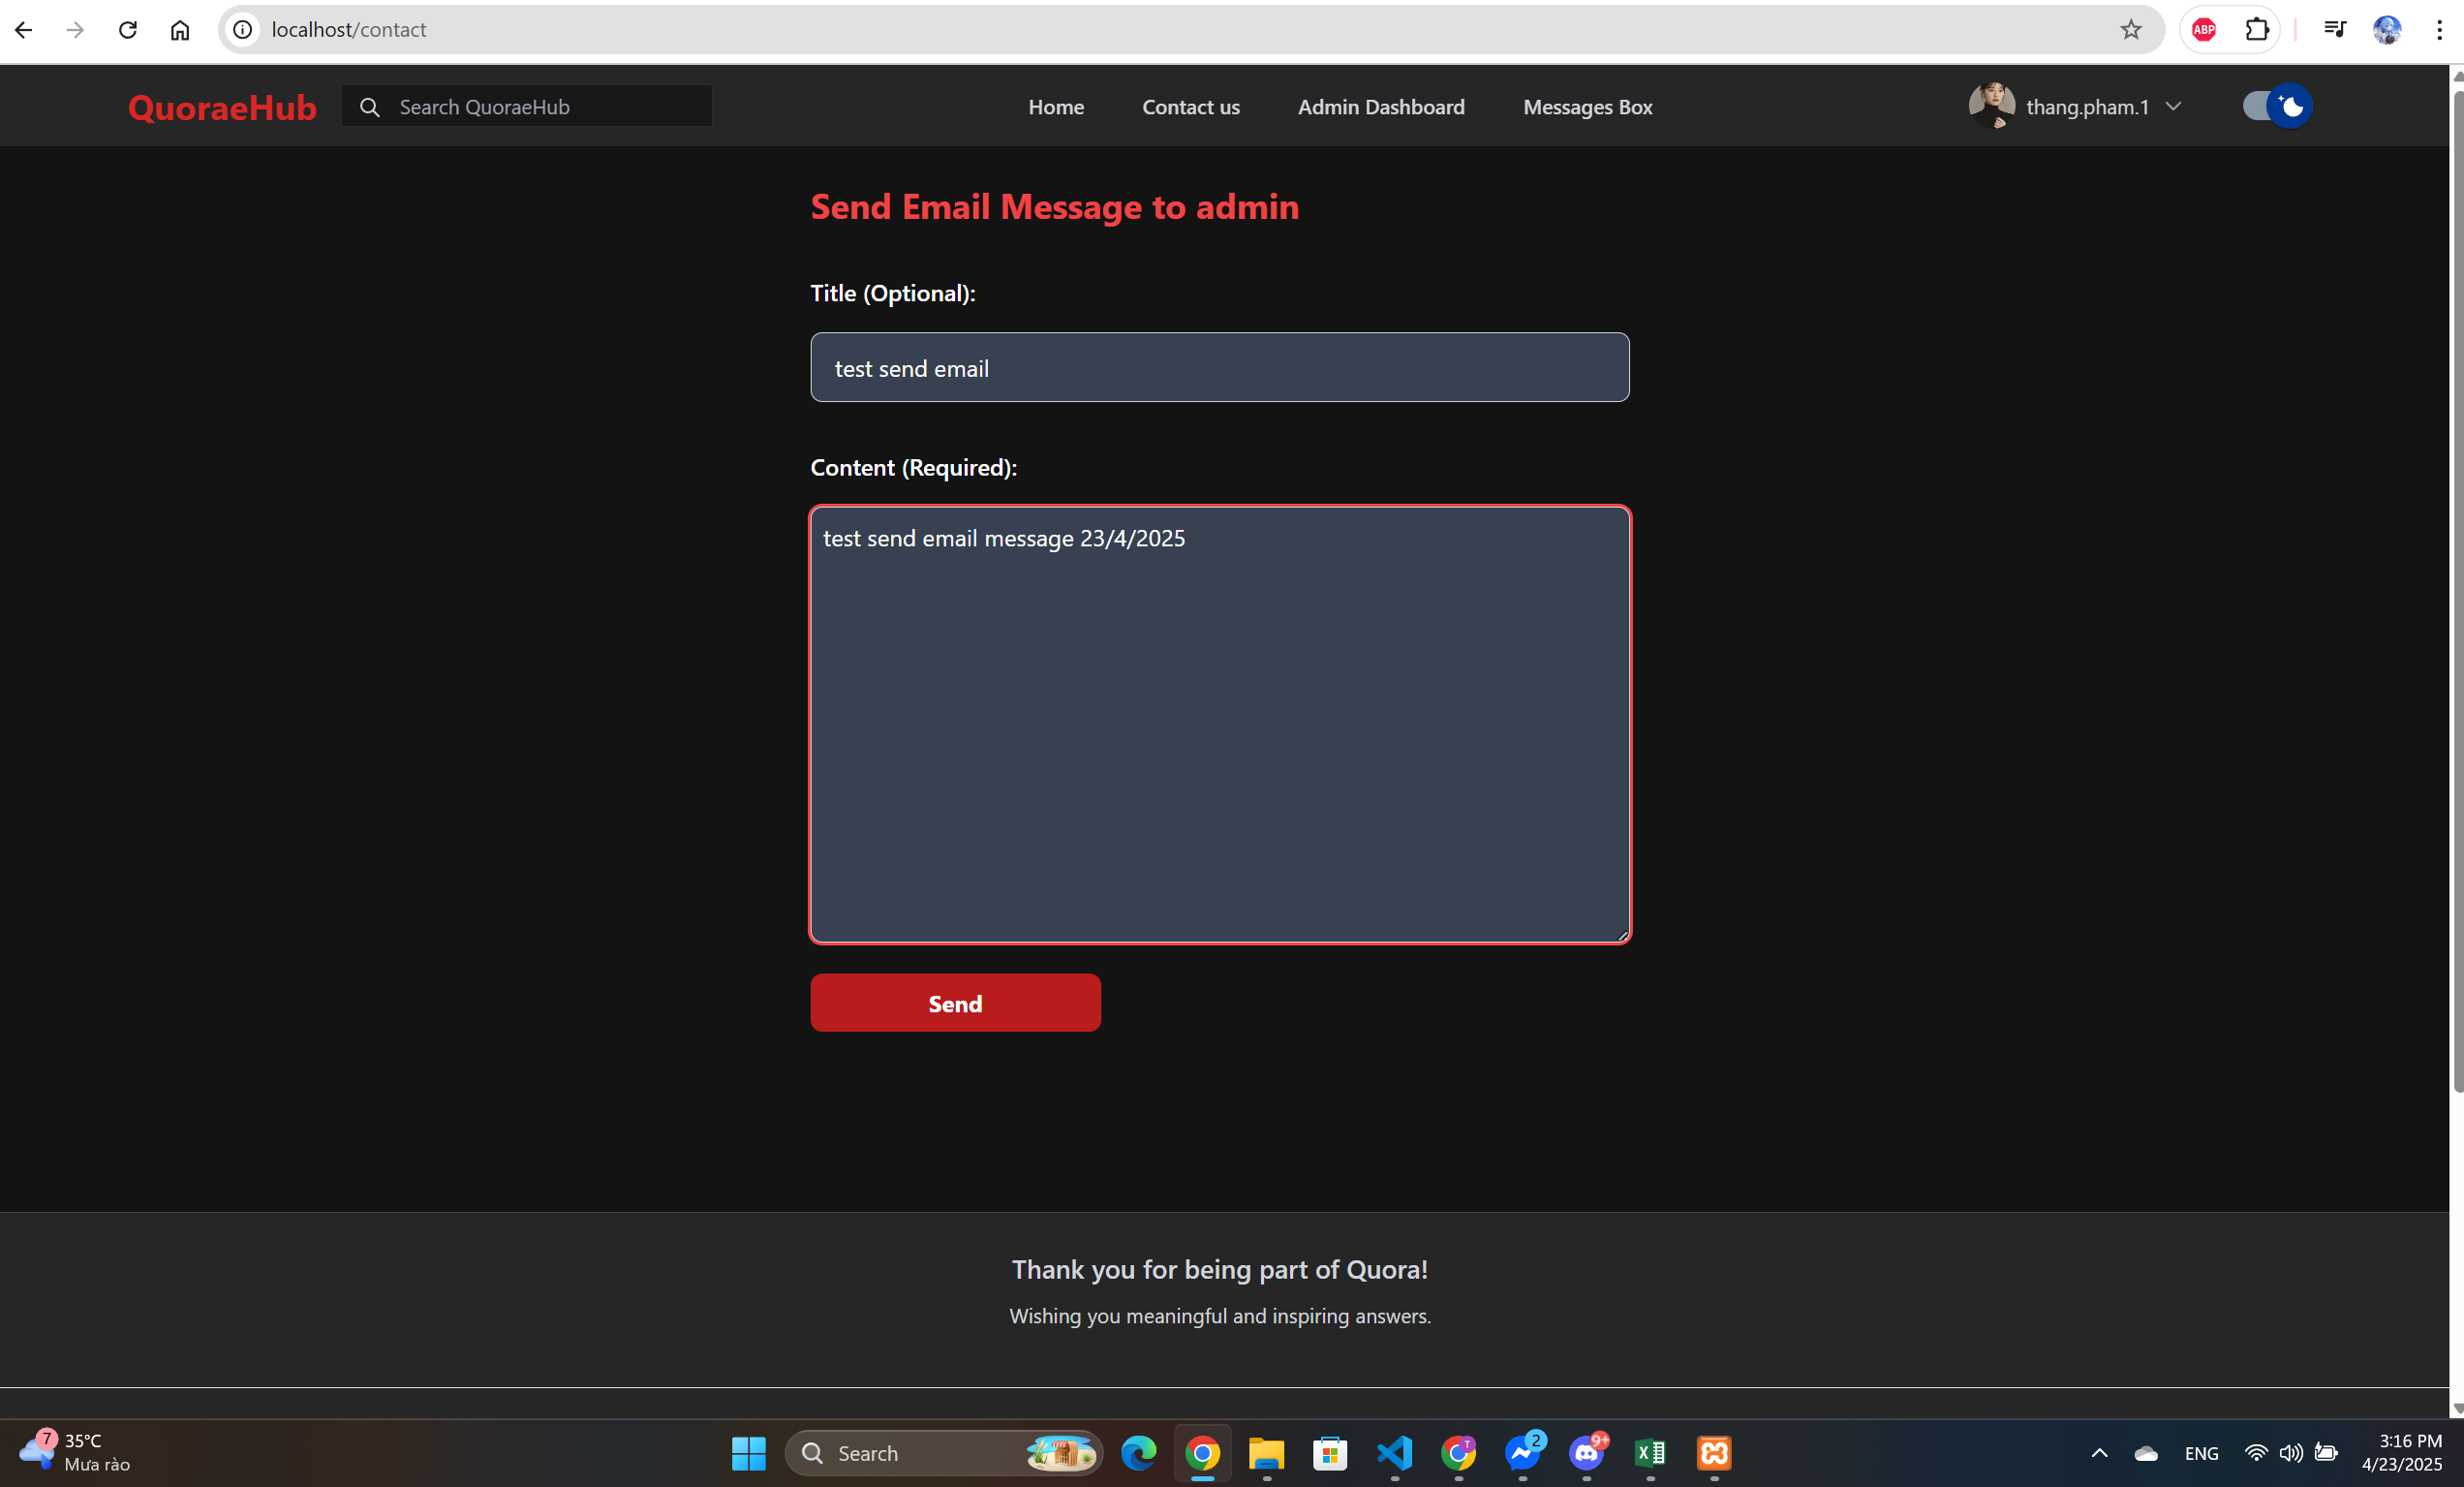 localhost/contact
ABP
QuoraeHub
Search QuoraeHub
Home
Contact us
Admin Dashboard
Messages Box
thang.pham.1
Send Email Message to admin
Title (Optional):
test send email
Content (Required):
test send email message 23/4/2025
Send
Thank you for being part of Quora!
Wishing you meaningful and inspiring answers.
7
35°C
Mưa rào
Search
T
2
9+
X
ENG
3:16 PM
4/23/2025